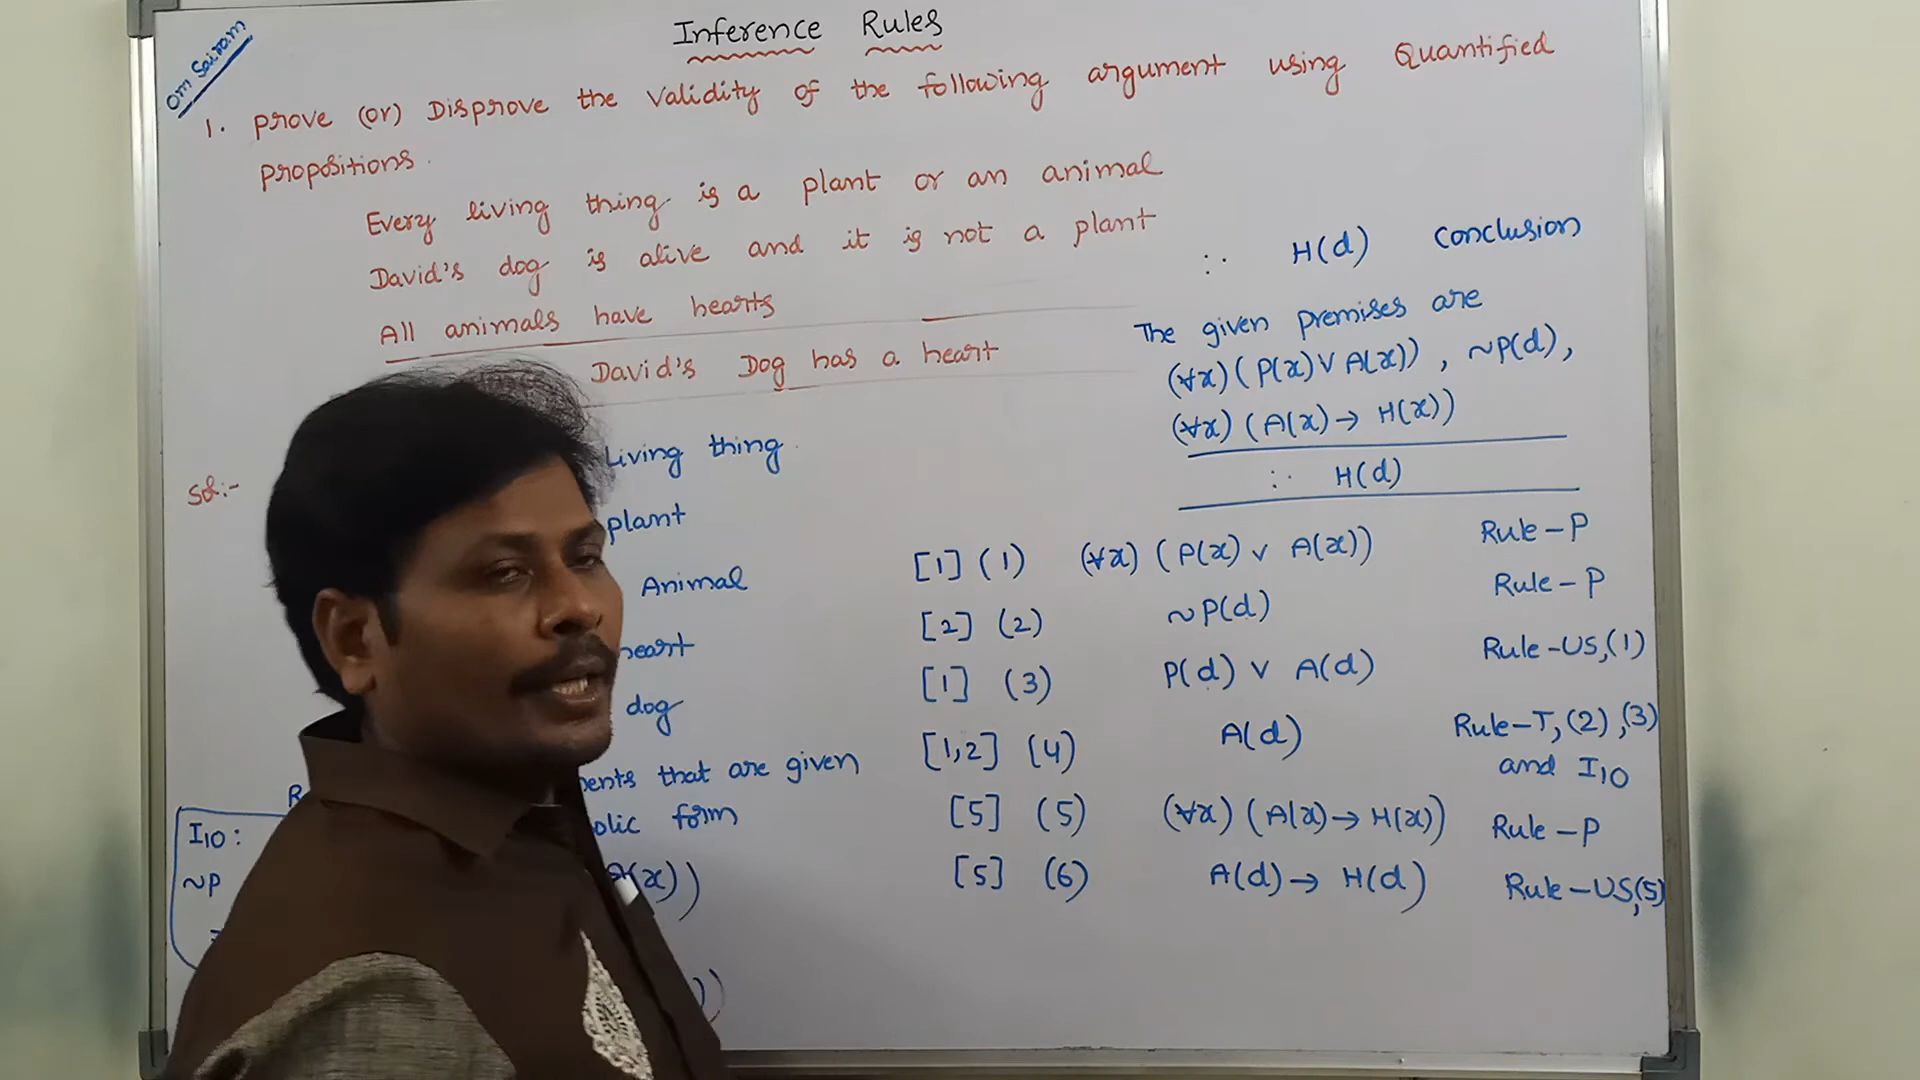 Om Sairam
Inference Rules
1. prove (or) Disprove the validity of the following argument using Quantified
propositions.
Every living thing is a plant or an animal
David's dog is alive and it is not a plant
All animals have hearts
David's Dog has a heart
Sol:-
Living thing
plant
Animal
heart
dog
that are given
form
I10:
~P
∴ H(d) conclusion
The given premises are
(∀x)(P(x) ∨ A(x)), ~P(d),
(∀x)(A(x) → H(x))
∴ H(d)
[1] (1) (∀x)(P(x) ∨ A(x)) Rule-P
[2] (2) ~P(d) Rule-P
[1] (3) P(d) ∨ A(d) Rule-US,(1)
[1,2] (4) A(d) Rule-T,(2),(3)
and I10
[5] (5) (∀x)(A(x) → H(x)) Rule-P
[5] (6) A(d) → H(d) Rule-US,(5)